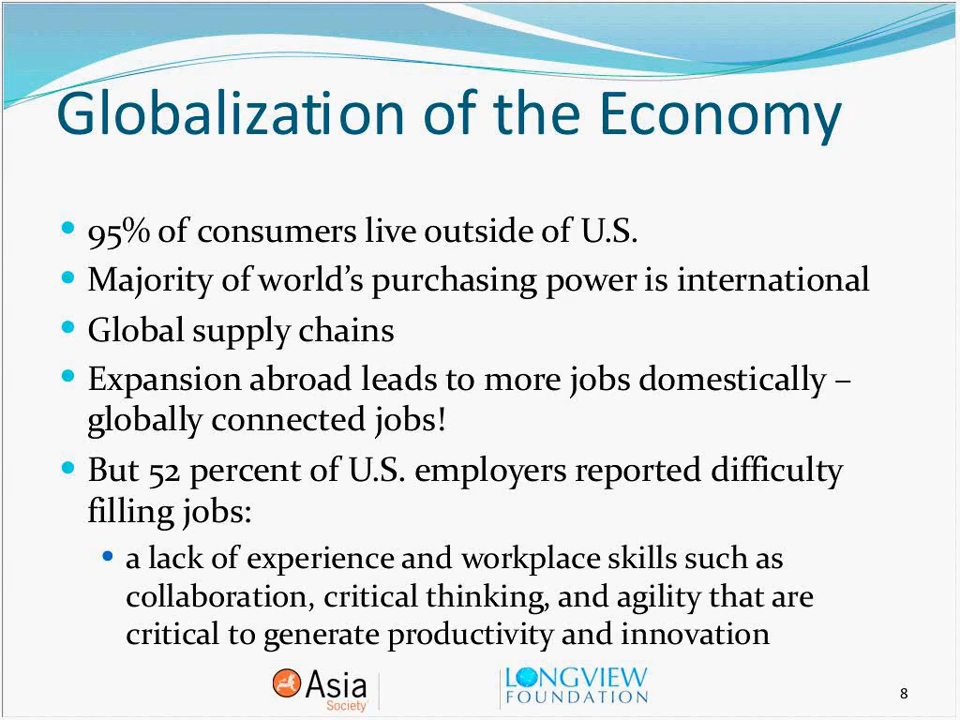 Globalization of the Economy
• 95% of consumers live outside of U.S.
• Majority of world’s purchasing power is international
• Global supply chains
• Expansion abroad leads to more jobs domestically –
globally connected jobs!
• But 52 percent of U.S. employers reported difficulty
filling jobs:
• a lack of experience and workplace skills such as
collaboration, critical thinking, and agility that are
critical to generate productivity and innovation
Asia
Society
LONGVIEW
FOUNDATION
8